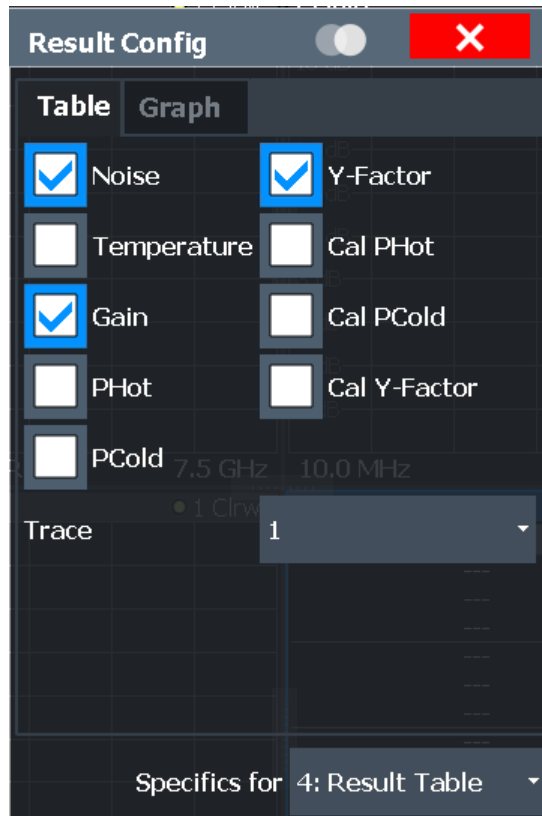 Result Config
Table Graph
Noise Y-Factor
Temperature Cal PHot
Gain Cal PCold
PHot Cal Y-Factor
PCold 7.5 GHz 10.0 MHz
1 Clrw
Trace 1
Specifics for 4: Result Table